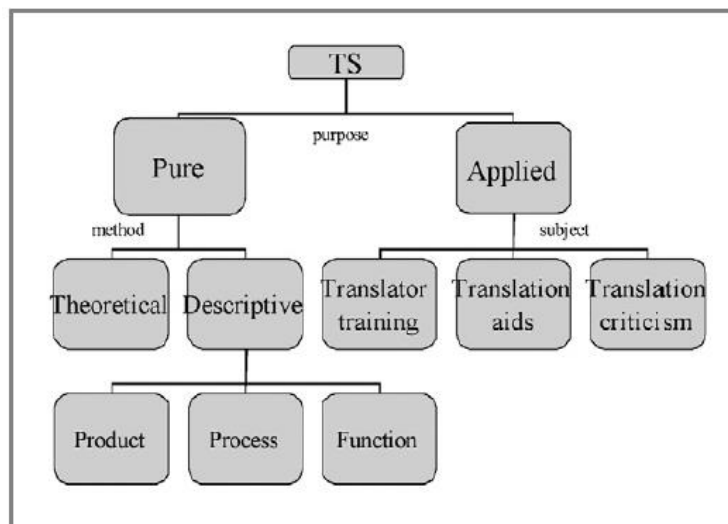 TS
purpose
Pure
Applied
method
subject
Theoretical
Descriptive
Translator
training
Translation
aids
Translation
criticism
Product
Process
Function